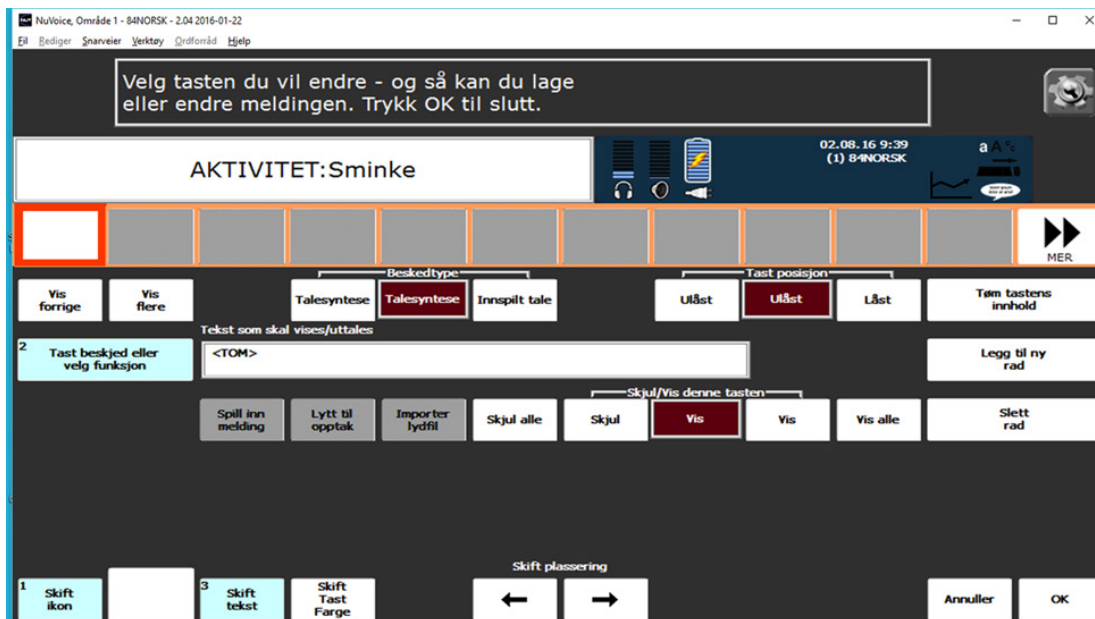 NuVoice, Område 1 - 84NORSK - 2.04 2016-01-22
Fil Rediger Snarveier Verktøy Ordforråd Hjelp
Velg tasten du vil endre - og så kan du lage
eller endre meldingen. Trykk OK til slutt.
AKTIVITET:Sminke
02.08.16 9:39
(1) 84NORSK
a A
MER
Beskedtype
Tast posisjon
Vis
forrige
Vis
flere
Talesyntese
Talesyntese
Innspilt tale
Ulåst
Ulåst
Låst
Tøm tastens
innhold
Tekst som skal vises/uttales
2
Tast beskjed eller
velg funksjon
<TOM>
Legg til ny
rad
Skjul/Vis denne tasten
Spill inn
melding
Lytt til
opptak
Importer
lydfil
Skjul alle
Skjul
Vis
Vis
Vis alle
Slett
rad
Skift plassering
1
Skift
ikon
3
Skift
tekst
Skift
Tast
Farge
Annuller
OK